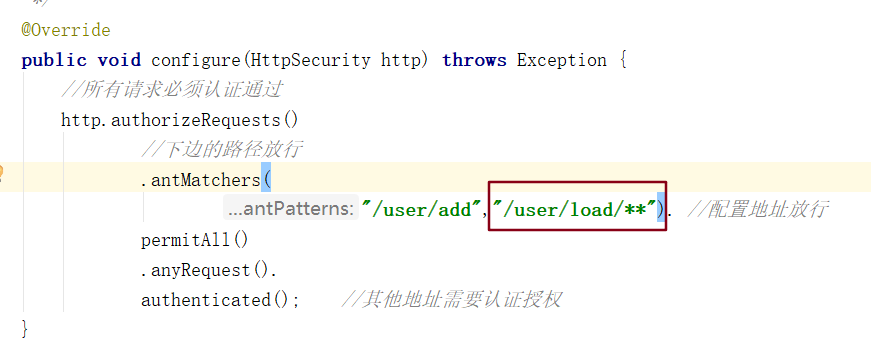 */
@Override
public void configure(HttpSecurity http) throws Exception {
//所有请求必须认证通过
http.authorizeRequests()
//下边的路径放行
.antMatchers(
...antPatterns: "/user/add","/user/load/**"). //配置地址放行
permitAll()
.anyRequest().
authenticated(); //其他地址需要认证授权
}